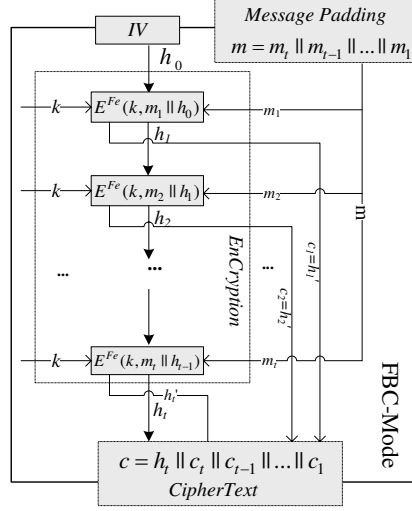 IV
Message Padding
m = m_t || m_{t-1} || ... || m_1
h_0
k
E^{Fe}(k, m_1 || h_0)
m_1
h_1
k
E^{Fe}(k, m_2 || h_1)
m_2
m
h_2
EnCryption
c_1=h_1'
c_2=h_2'
...
...
...
k
E^{Fe}(k, m_t || h_{t-1})
m_t
h_t'
h_t
FBC-Mode
c = h_t || c_t || c_{t-1} || ... || c_1
CipherText